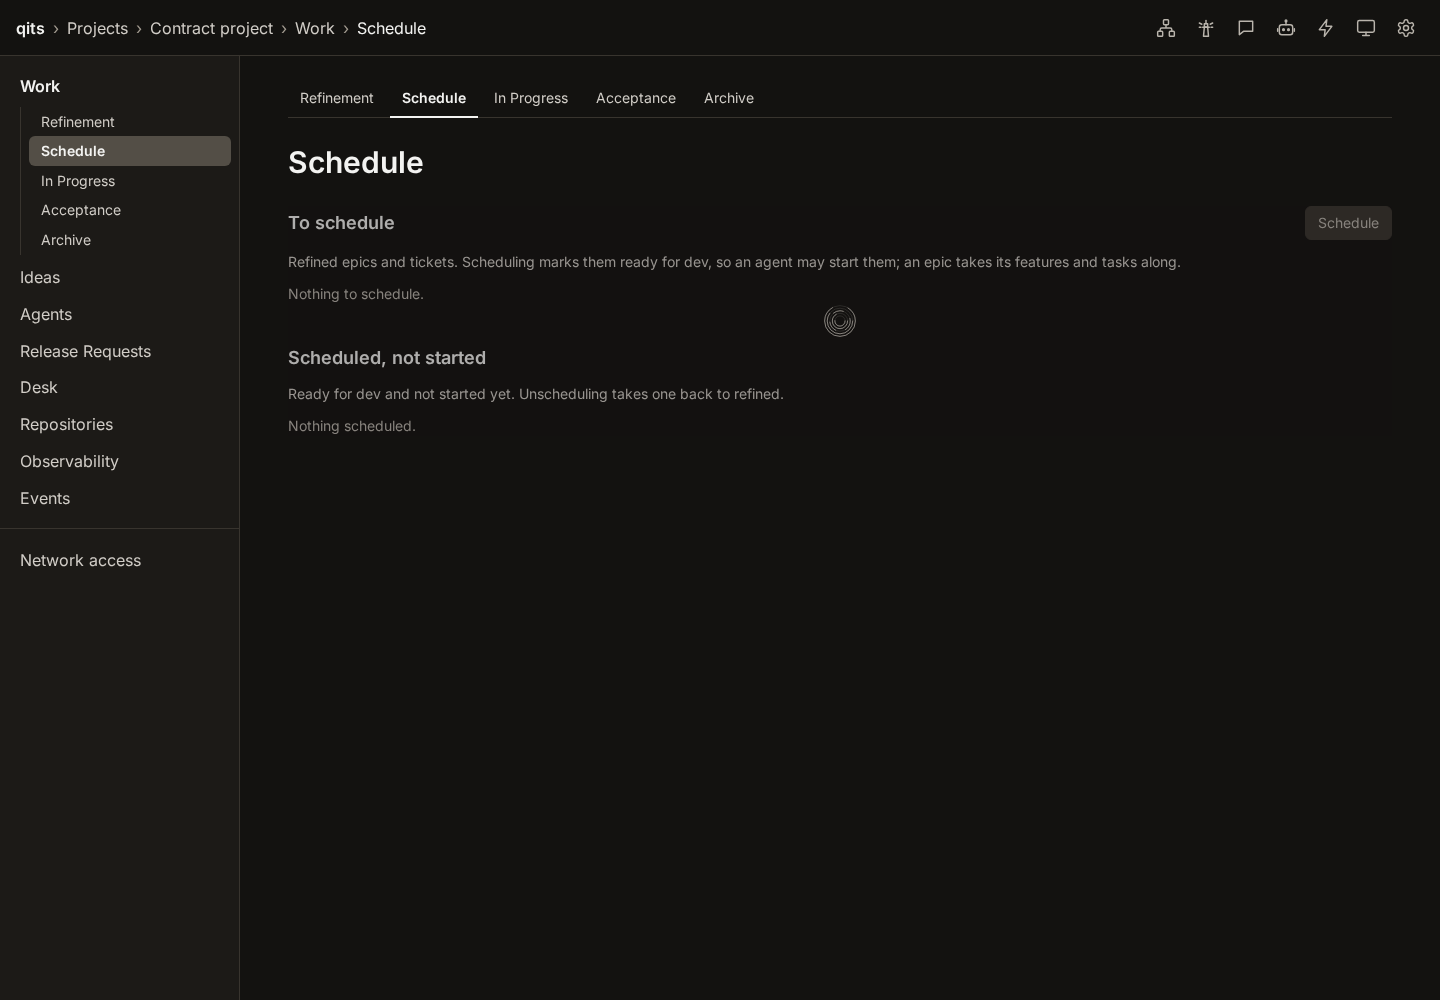 qits › Projects › Contract project › Work › Schedule
Work
Refinement
Schedule
In Progress
Acceptance
Archive
Ideas
Agents
Release Requests
Desk
Repositories
Observability
Events
Network access
Refinement Schedule In Progress Acceptance Archive
Schedule
To schedule
Schedule
Refined epics and tickets. Scheduling marks them ready for dev, so an agent may start them; an epic takes its features and tasks along.
Nothing to schedule.
Scheduled, not started
Ready for dev and not started yet. Unscheduling takes one back to refined.
Nothing scheduled.